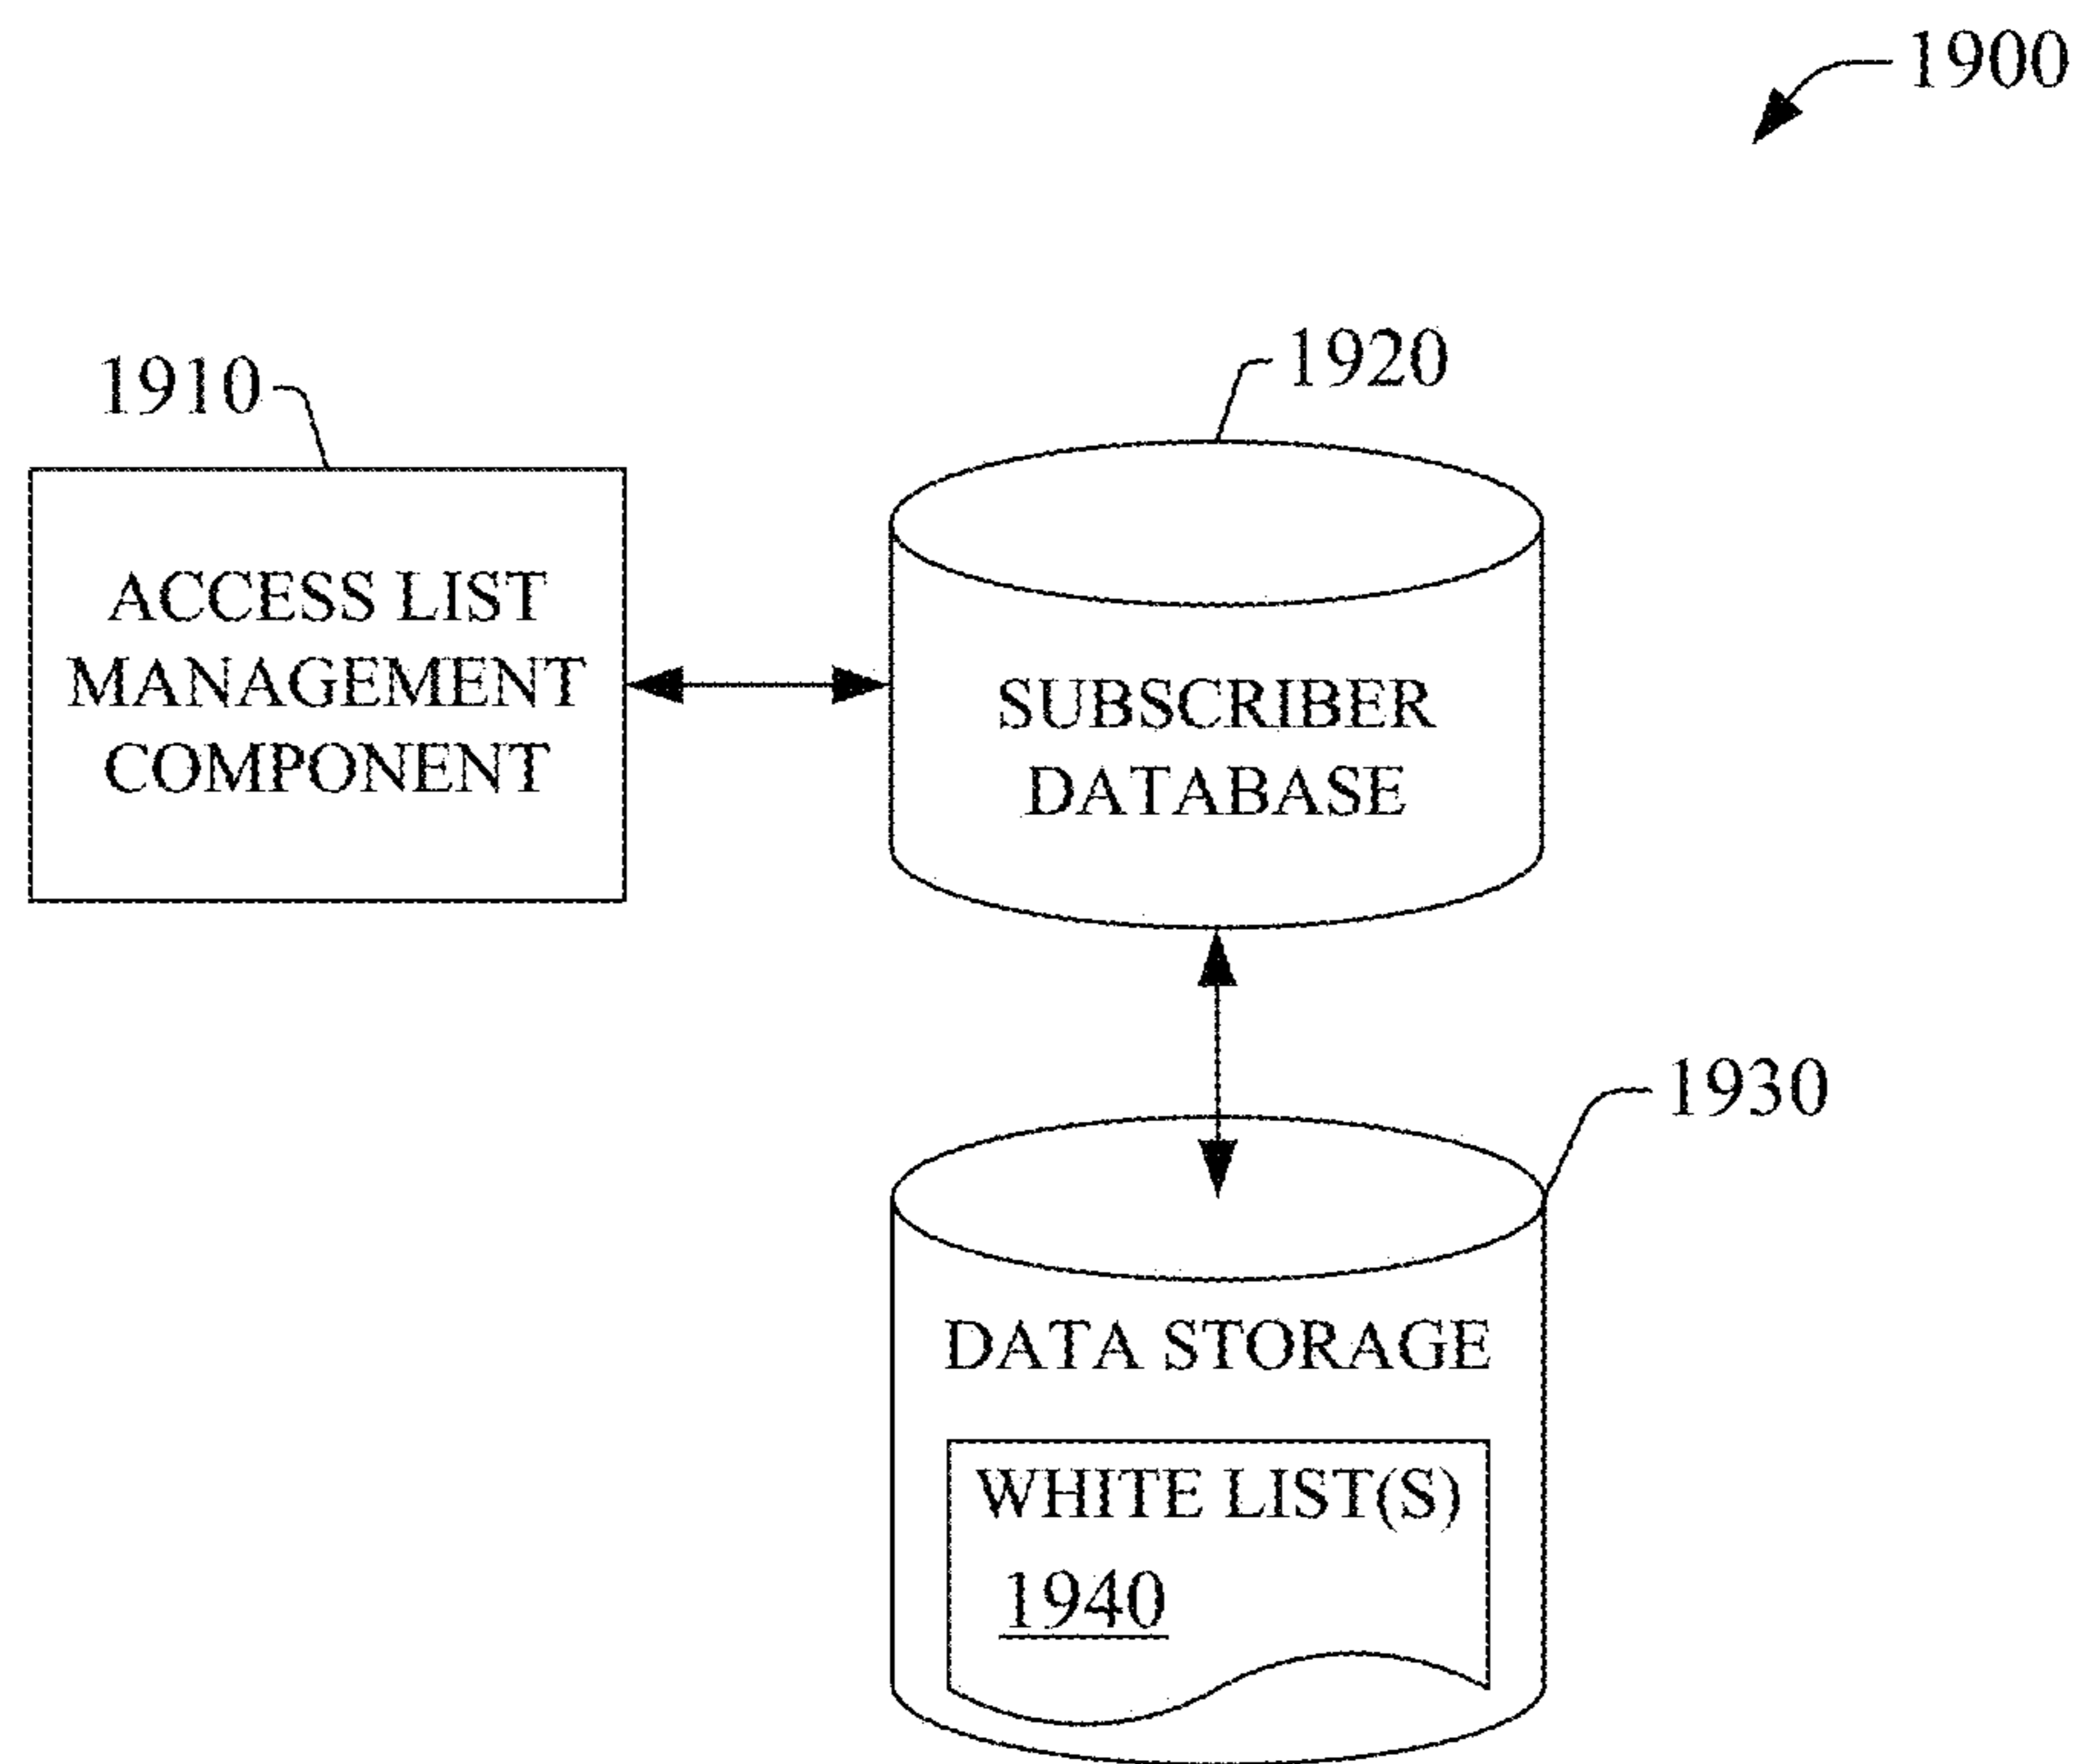 1900
1910
1920
ACCESS LIST
MANAGEMENT
COMPONENT
SUBSCRIBER
DATABASE
1930
DATA STORAGE
WHITE LIST(S)
1940